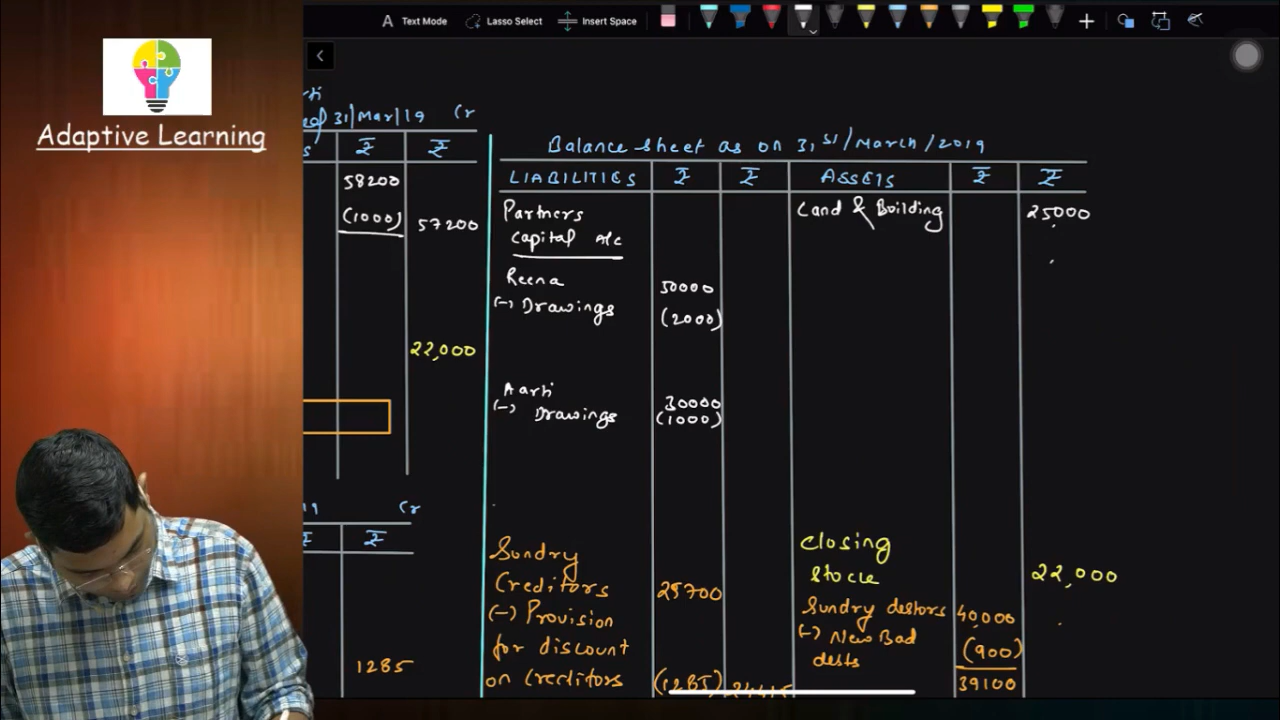 Text Mode
Lasso Select
Insert Space
Adaptive Learning
31/Mar/19 Cr
₹ ₹
58200
(1000) 57200
22,000
Cr
₹
1285
Balance sheet as on 31st/March/2019
LIABILITIES ₹ ₹ ASSETS ₹ ₹
Partners
Capital A/c
Land & Building 25000
Reena 50000
(-) Drawings (2000)
Aarti 30000
(-) Drawings (1000)
Sundry
Creditors 25700
(-) Provision
for discount
on Creditors (1285) 24415
Closing
Stock 22,000
Sundry debtors 40,000
(-) New Bad (900)
debts
39100